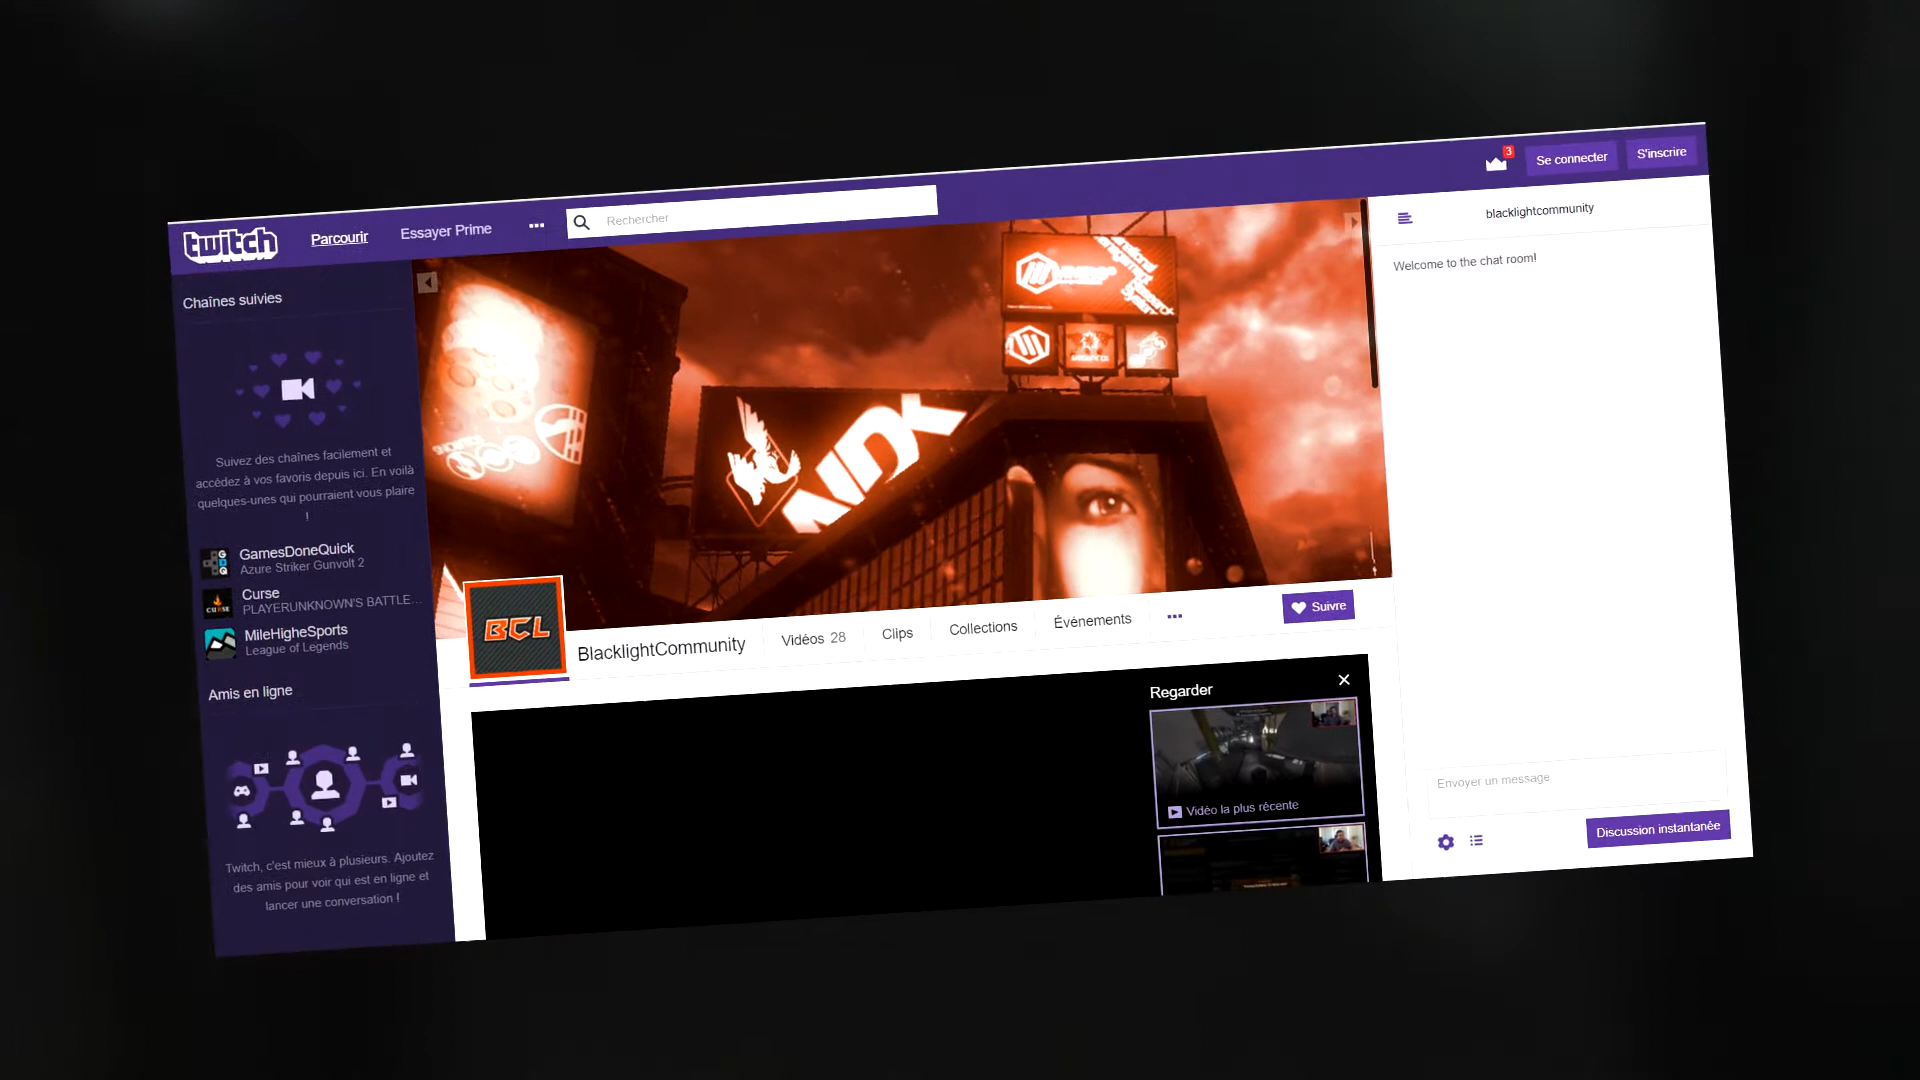 twitch
Parcourir
Essayer Prime
Rechercher
3
Se connecter
S'inscrire
Chaînes suivies
Suivez des chaînes facilement et
accédez à vos favoris depuis ici. En voilà
quelques-unes qui pourraient vous plaire
!
GamesDoneQuick
Azure Striker Gunvolt 2
Curse
PLAYERUNKNOWN'S BATTLE...
MileHigheSports
League of Legends
Amis en ligne
Twitch, c'est mieux à plusieurs. Ajoutez
des amis pour voir qui est en ligne et
lancer une conversation !
BCL
BlacklightCommunity
Vidéos 28
Clips
Collections
Événements
Suivre
Regarder
Vidéo la plus récente
blacklightcommunity
Welcome to the chat room!
Envoyer un message
Discussion instantanée